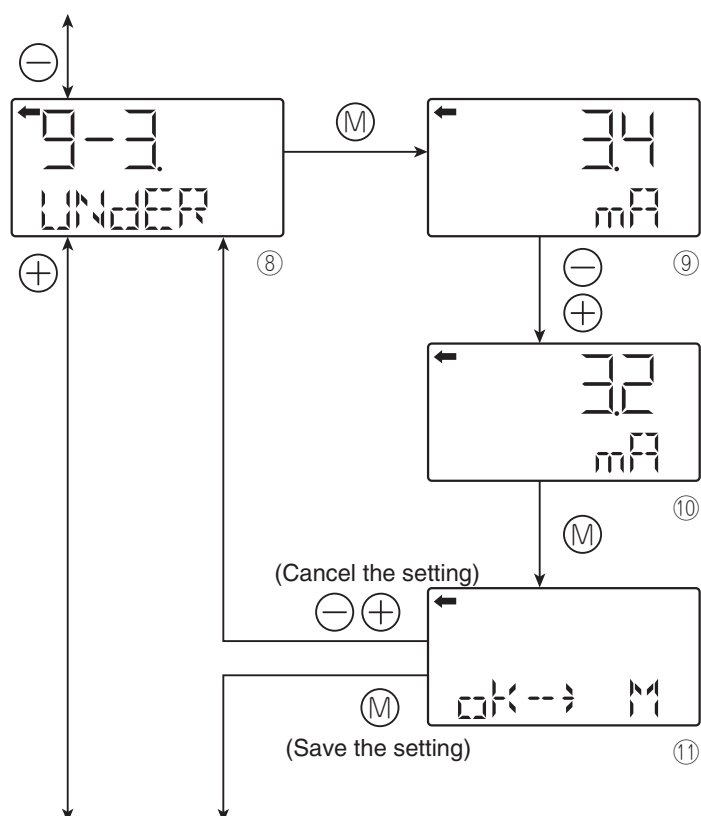 ⊖
9-3.
UNdER
Ⓜ
3.4
mA
⊕
⑧
⊖
⊕
⑨
3.2
mA
⑩
Ⓜ
(Cancel the setting)
⊖ ⊕
oK--→ M
Ⓜ
(Save the setting)
⑪